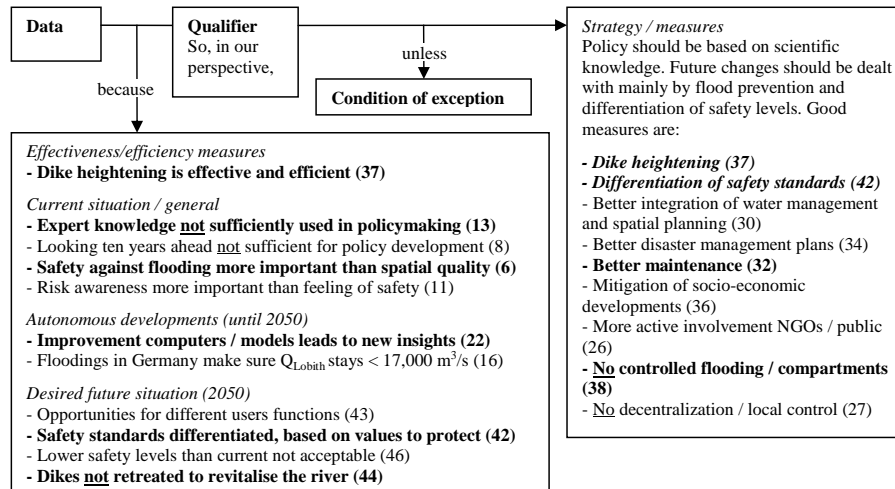 Data
Qualifier
So, in our
perspective,
because
unless
Condition of exception
Effectiveness/efficiency measures
- Dike heightening is effective and efficient (37)
Current situation / general
- Expert knowledge not sufficiently used in policymaking (13)
- Looking ten years ahead not sufficient for policy development (8)
- Safety against flooding more important than spatial quality (6)
- Risk awareness more important than feeling of safety (11)
Autonomous developments (until 2050)
- Improvement computers / models leads to new insights (22)
- Floodings in Germany make sure QLobith stays < 17,000 m³/s (16)
Desired future situation (2050)
- Opportunities for different users functions (43)
- Safety standards differentiated, based on values to protect (42)
- Lower safety levels than current not acceptable (46)
- Dikes not retreated to revitalise the river (44)
Strategy / measures
Policy should be based on scientific
knowledge. Future changes should be dealt
with mainly by flood prevention and
differentiation of safety levels. Good
measures are:
- Dike heightening (37)
- Differentiation of safety standards (42)
- Better integration of water management
and spatial planning (30)
- Better disaster management plans (34)
- Better maintenance (32)
- Mitigation of socio-economic
developments (36)
- More active involvement NGOs / public
(26)
- No controlled flooding / compartments
(38)
- No decentralization / local control (27)